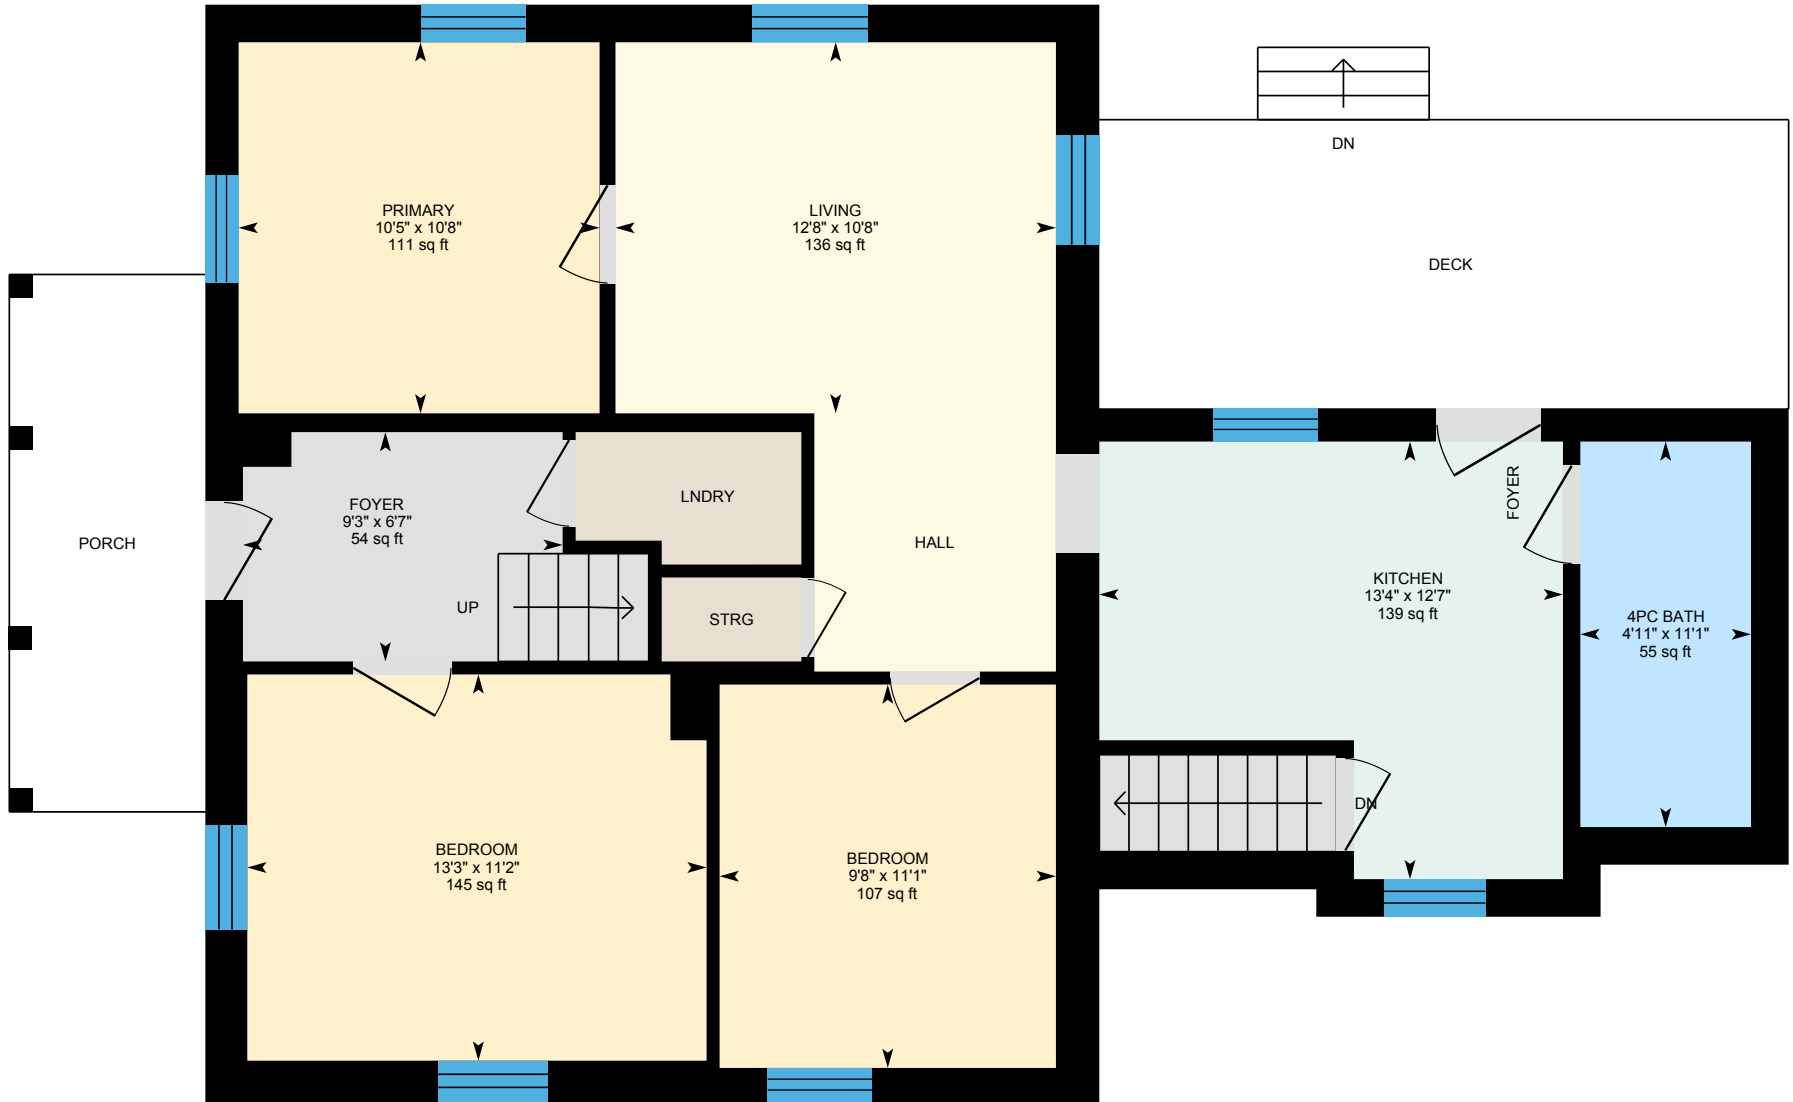 DN
PRIMARY
10'5" x 10'8"
111 sq ft
LIVING
12'8" x 10'8"
136 sq ft
DECK
FOYER
9'3" x 6'7"
54 sq ft
LNDRY
FOYER
PORCH
HALL
KITCHEN
13'4" x 12'7"
139 sq ft
UP
STRG
4PC BATH
4'11" x 11'1"
55 sq ft
DN
BEDROOM
13'3" x 11'2"
145 sq ft
BEDROOM
9'8" x 11'1"
107 sq ft